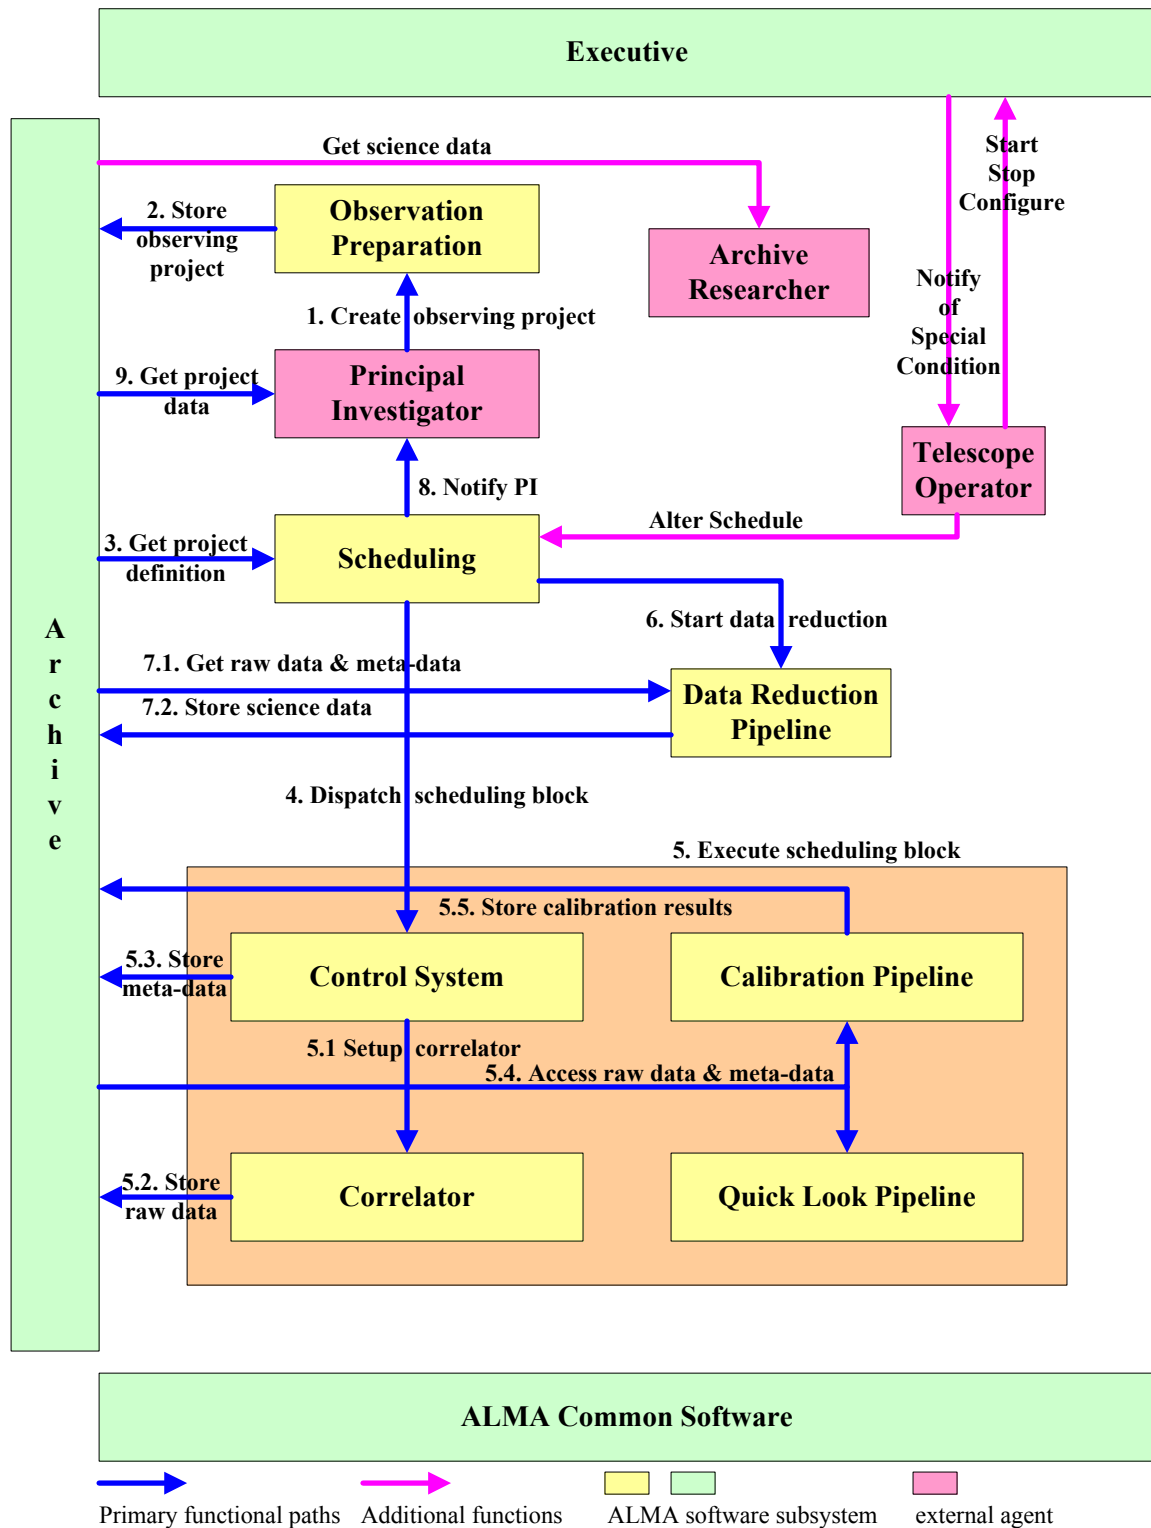 Executive
Get science data
Start
Stop
Configure
2. Store
observing
project
Observation
Preparation
Archive
Researcher
Notify
of
Special
Condition
1. Create observing project
9. Get project
data
Principal
Investigator
Telescope
Operator
8. Notify PI
Alter Schedule
3. Get project
definition
Scheduling
6. Start data reduction
A
r
c
h
i
v
e
7.1. Get raw data & meta-data
7.2. Store science data
Data Reduction
Pipeline
4. Dispatch scheduling block
5. Execute scheduling block
5.5. Store calibration results
5.3. Store
meta-data
Control System
Calibration Pipeline
5.1 Setup correlator
5.4. Access raw data & meta-data
5.2. Store
raw data
Correlator
Quick Look Pipeline
ALMA Common Software
Primary functional paths
Additional functions
ALMA software subsystem
external agent